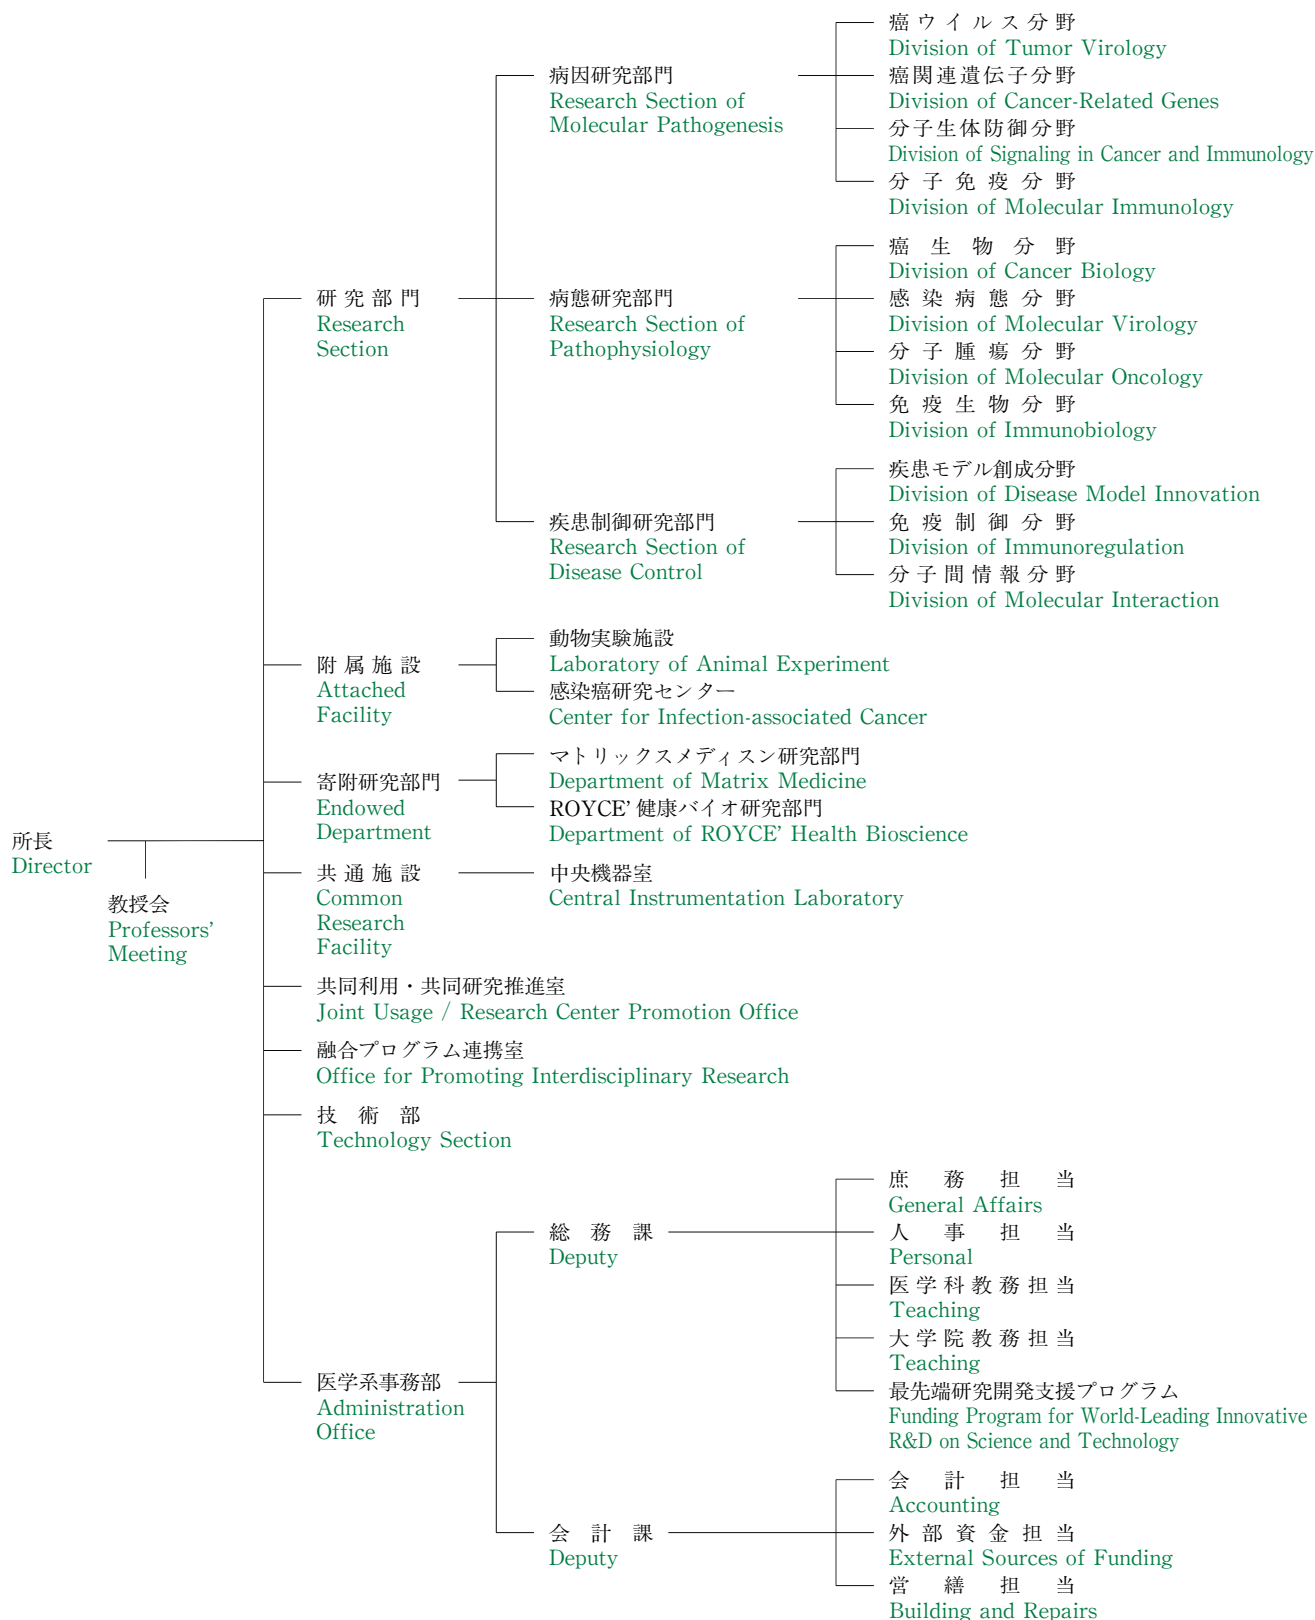 癌ウイルス分野
Division of Tumor Virology
病因研究部門
Research Section of
Molecular Pathogenesis
癌関連遺伝子分野
Division of Cancer-Related Genes
分子生体防御分野
Division of Signaling in Cancer and Immunology
分子免疫分野
Division of Molecular Immunology
研究部門
Research
Section
病態研究部門
Research Section of
Pathophysiology
癌生物分野
Division of Cancer Biology
感染病態分野
Division of Molecular Virology
分子腫瘍分野
Division of Molecular Oncology
免疫生物分野
Division of Immunobiology
疾患制御研究部門
Research Section of
Disease Control
疾患モデル創成分野
Division of Disease Model Innovation
免疫制御分野
Division of Immunoregulation
分子間情報分野
Division of Molecular Interaction
附属施設
Attached
Facility
動物実験施設
Laboratory of Animal Experiment
感染癌研究センター
Center for Infection-associated Cancer
寄附研究部門
Endowed
Department
マトリックスメディスン研究部門
Department of Matrix Medicine
ROYCE’健康バイオ研究部門
Department of ROYCE’ Health Bioscience
所長
Director
教授会
Professors’
Meeting
共通施設
Common
Research
Facility
中央機器室
Central Instrumentation Laboratory
共同利用・共同研究推進室
Joint Usage / Research Center Promotion Office
融合プログラム連携室
Office for Promoting Interdisciplinary Research
技術部
Technology Section
医学系事務部
Administration
Office
総務課
Deputy
庶務担当
General Affairs
人事担当
Personal
医学科教務担当
Teaching
大学院教務担当
Teaching
最先端研究開発支援プログラム
Funding Program for World-Leading Innovative
R&D on Science and Technology
会計課
Deputy
会計担当
Accounting
外部資金担当
External Sources of Funding
営繕担当
Building and Repairs